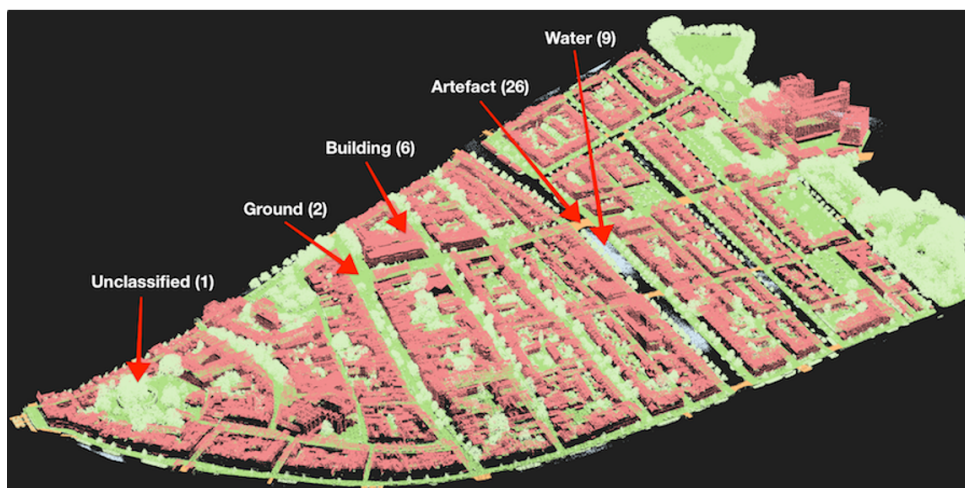 Water (9)
Artefact (26)
Building (6)
Ground (2)
Unclassified (1)